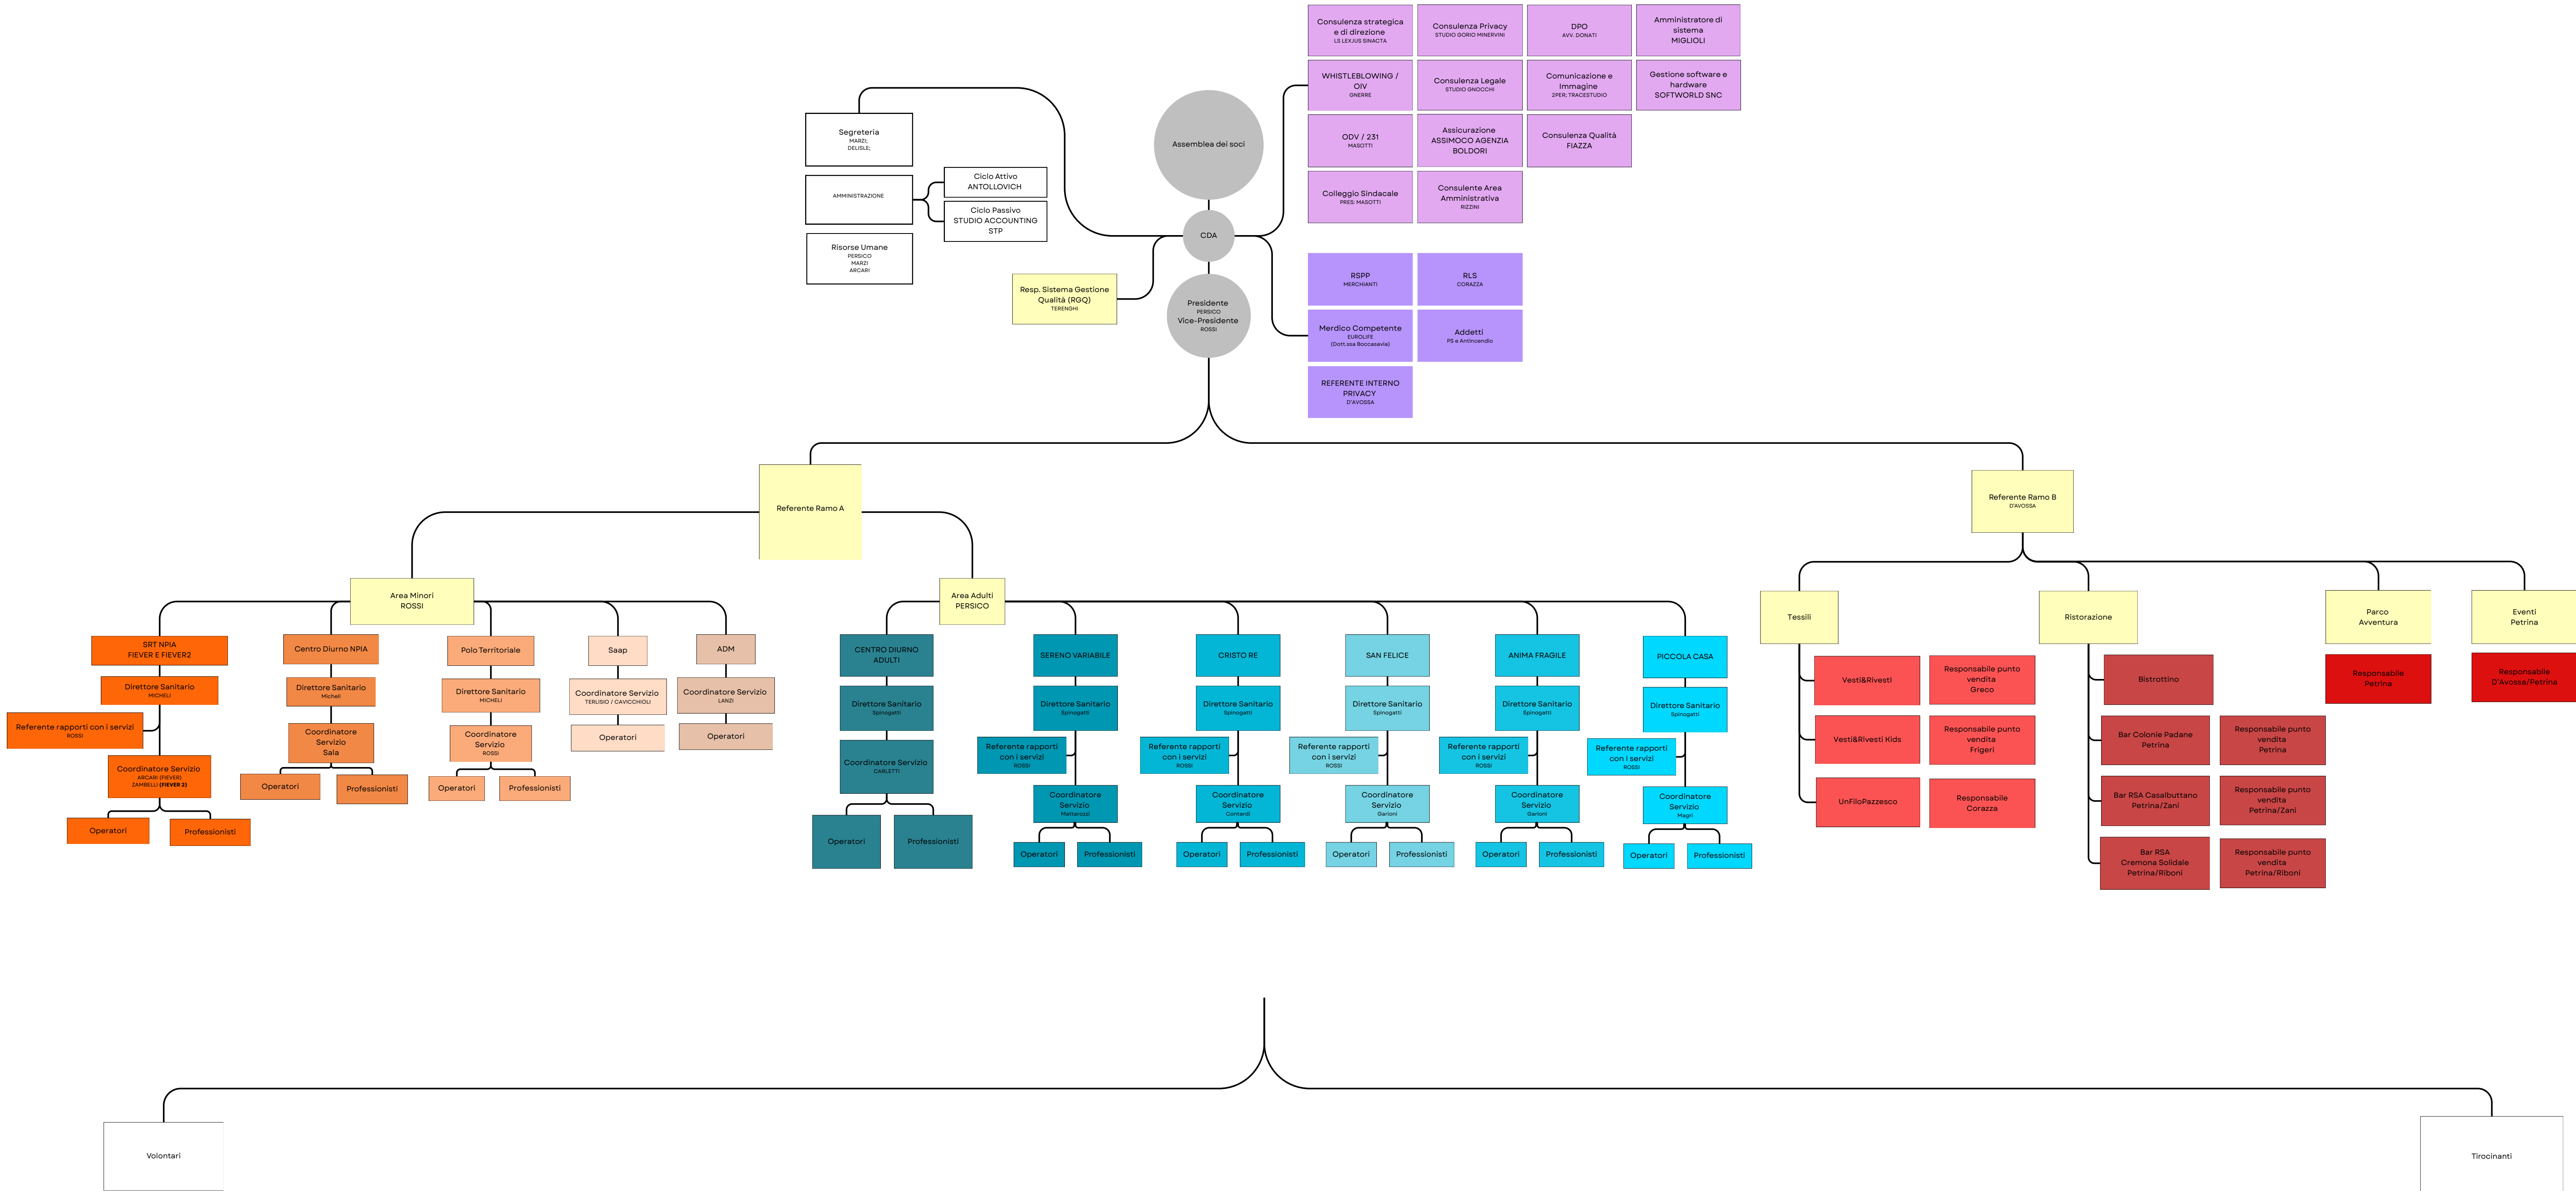 Consulenza strategica
e di direzione
LS LEXJUS SINACTA
Consulenza Privacy
STUDIO GORIO MINERVINI
DPO
AVV. DONATI
Amministratore di
sistema
MIGLIOLI
WHISTLEBLOWING /
OIV
GNERRE
Consulenza Legale
STUDIO GNOCCHI
Comunicazione e
Immagine
2PER; TRACESTUDIO
Gestione software e
hardware
SOFTWORLD SNC
ODV / 231
MASOTTI
Assicurazione
ASSIMOCO AGENZIA
BOLDORI
Consulenza Qualità
FIAZZA
Colleggio Sindacale
PRES: MASOTTI
Consulente Area
Amministrativa
RIZZINI
Segreteria
MARZI;
DELISLE;
AMMINISTRAZIONE
Ciclo Attivo
ANTOLLOVICH
Ciclo Passivo
STUDIO ACCOUNTING
STP
Risorse Umane
PERSICO
MARZI
ARCARI
Assemblea dei soci
CDA
Resp. Sistema Gestione
Qualità (RGQ)
TERENGHI
Presidente
PERSICO
Vice-Presidente
ROSSI
RSPP
MERCHIANTI
RLS
CORAZZA
Merdico Competente
EUROLIFE
(Dott.ssa Boccasavia)
Addetti
PS e Antincendio
REFERENTE INTERNO
PRIVACY
D'AVOSSA
Referente Ramo A
Referente Ramo B
D'AVOSSA
Area Minori
ROSSI
Area Adulti
PERSICO
Tessili
Ristorazione
Parco
Avventura
Eventi
Petrina
SRT NPIA
FIEVER E FIEVER2
Direttore Sanitario
MICHELI
Referente rapporti con i servizi
ROSSI
Coordinatore Servizio
ARCARI (FIEVER)
ZAMBELLI (FIEVER 2)
Operatori
Professionisti
Centro Diurno NPIA
Direttore Sanitario
Micheli
Coordinatore
Servizio
Sala
Operatori
Professionisti
Polo Territoriale
Direttore Sanitario
MICHELI
Coordinatore
Servizio
ROSSI
Operatori
Professionisti
Saap
Coordinatore Servizio
TERLISIO / CAVICCHIOLI
Operatori
ADM
Coordinatore Servizio
LANZI
Operatori
CENTRO DIURNO
ADULTI
Direttore Sanitario
Spinogatti
Coordinatore Servizio
CARLETTI
Operatori
Professionisti
SERENO VARIABILE
Direttore Sanitario
Spinogatti
Referente rapporti
con i servizi
ROSSI
Coordinatore
Servizio
Mattarozzi
Operatori
Professionisti
CRISTO RE
Direttore Sanitario
Spinogatti
Referente rapporti
con i servizi
ROSSI
Coordinatore
Servizio
Contardi
Operatori
Professionisti
SAN FELICE
Direttore Sanitario
Spinogatti
Referente rapporti
con i servizi
ROSSI
Coordinatore
Servizio
Garioni
Operatori
Professionisti
ANIMA FRAGILE
Direttore Sanitario
Spinogatti
Referente rapporti
con i servizi
ROSSI
Coordinatore
Servizio
Garioni
Operatori
Professionisti
PICCOLA CASA
Direttore Sanitario
Spinogatti
Referente rapporti
con i servizi
ROSSI
Coordinatore
Servizio
Magri
Operatori
Professionisti
Vesti&Rivesti
Responsabile punto
vendita
Greco
Vesti&Rivesti Kids
Responsabile punto
vendita
Frigeri
UnFiloPazzesco
Responsabile
Corazza
Bistrottino
Bar Colonie Padane
Petrina
Responsabile punto
vendita
Petrina
Bar RSA Casalbuttano
Petrina/Zani
Responsabile punto
vendita
Petrina/Zani
Bar RSA
Cremona Solidale
Petrina/Riboni
Responsabile punto
vendita
Petrina/Riboni
Responsabile
Petrina
Responsabile
D'Avossa/Petrina
Volontari
Tirocinanti